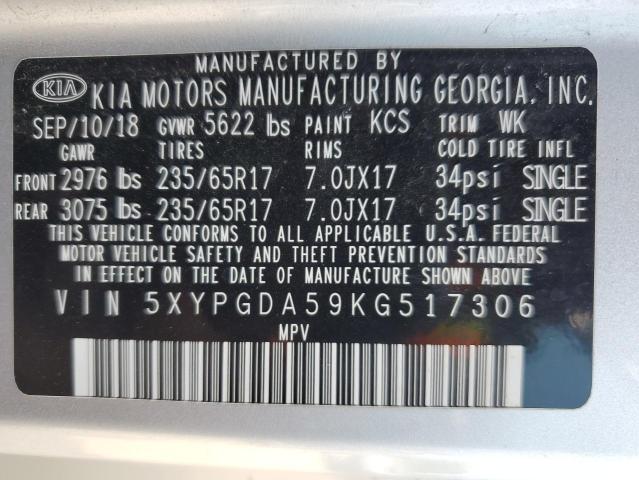 MANUFACTURED BY
KIA KIA MOTORS MANUFACTURING GEORGIA, INC.
SEP/10/18 GVWR 5622 lbs PAINT KCS TRIM WK
GAWR TIRES RIMS COLD TIRE INFL
FRONT 2976 lbs 235/65R17 7.0JX17 34psi SINGLE
REAR 3075 lbs 235/65R17 7.0JX17 34psi SINGLE
THIS VEHICLE CONFORMS TO ALL APPLICABLE U.S.A. FEDERAL
MOTOR VEHICLE SAFETY AND THEFT PREVENTION STANDARDS
IN EFFECT ON THE DATE OF MANUFACTURE SHOWN ABOVE
VIN 5XYPGDA59KG517306
MPV